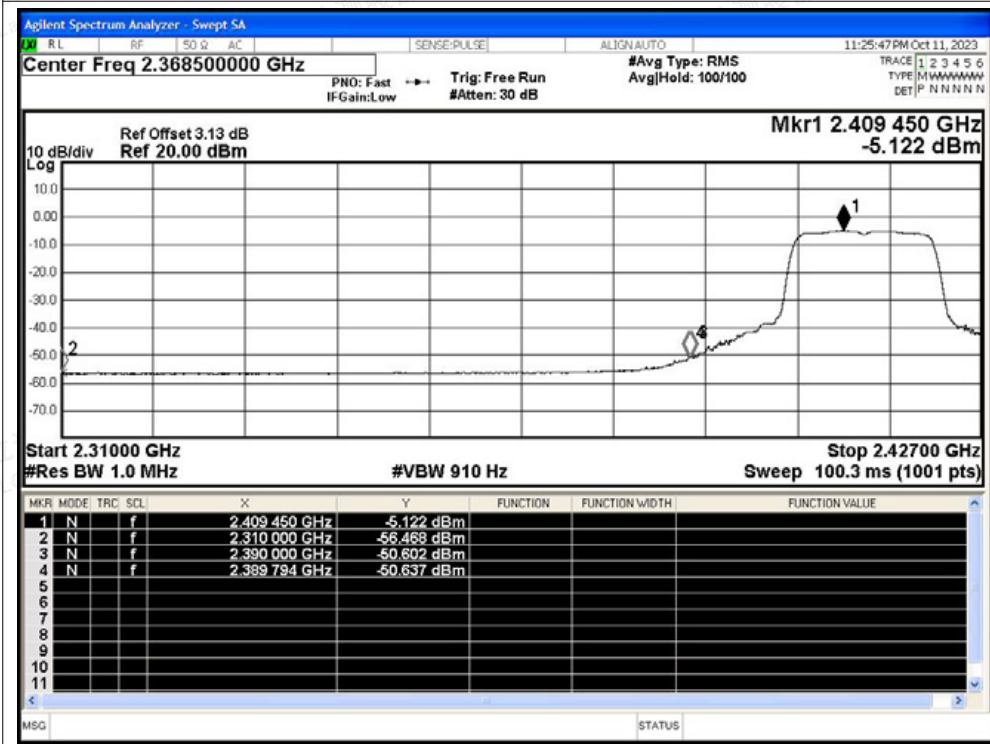 Agilent Spectrum Analyzer - Swept SA
LXI RL RF 50 Ω AC SENSE:PULSE ALIGN AUTO 11:25:47 PM Oct 11, 2023
Center Freq 2.368500000 GHz
PNO: Fast
IFGain:Low
Trig: Free Run
#Atten: 30 dB
#Avg Type: RMS
Avg|Hold: 100/100
TRACE 1 2 3 4 5 6
TYPE M W W W W W
DET P N N N N N
Ref Offset 3.13 dB
10 dB/div Ref 20.00 dBm
Log
Mkr1 2.409 450 GHz
-5.122 dBm
10.0
0.00
-10.0
-20.0
-30.0
-40.0
-50.0
-60.0
-70.0
1
2
4
Start 2.31000 GHz Stop 2.42700 GHz
#Res BW 1.0 MHz #VBW 910 Hz Sweep 100.3 ms (1001 pts)
MKR MODE TRC SCL X Y FUNCTION FUNCTION WIDTH FUNCTION VALUE
1 N f 2.409 450 GHz -5.122 dBm
2 N f 2.310 000 GHz -56.468 dBm
3 N f 2.390 000 GHz -50.602 dBm
4 N f 2.389 794 GHz -50.637 dBm
5
6
7
8
9
10
11
MSG STATUS